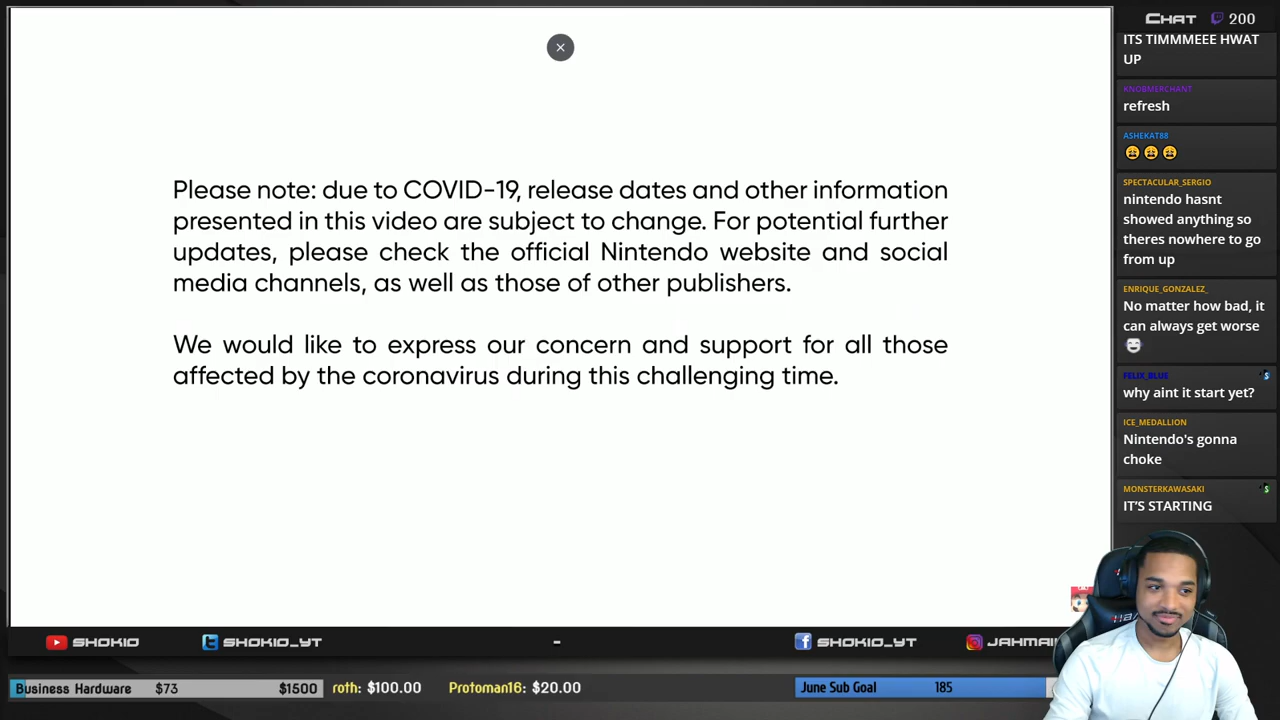 Please note: due to COVID-19, release dates and other information
presented in this video are subject to change. For potential further
updates, please check the official Nintendo website and social
media channels, as well as those of other publishers.
We would like to express our concern and support for all those
affected by the coronavirus during this challenging time.
CHAT 200
ITS TIMMMEEE HWAT
UP
KNOBMERCHANT
refresh
ASHEKAT88
SPECTACULAR_SERGIO
nintendo hasnt
showed anything so
theres nowhere to go
from up
ENRIQUE_GONZALEZ_
No matter how bad, it
can always get worse
FELIX_BLUE
why aint it start yet?
ICE_MEDALLION
Nintendo's gonna
choke
MONSTERKAWASAKI
IT'S STARTING
SHOKIO
SHOKIO_YT
-
SHOKIO_YT
Business Hardware $73 $1500
roth: $100.00
Protoman16: $20.00
June Sub Goal 185